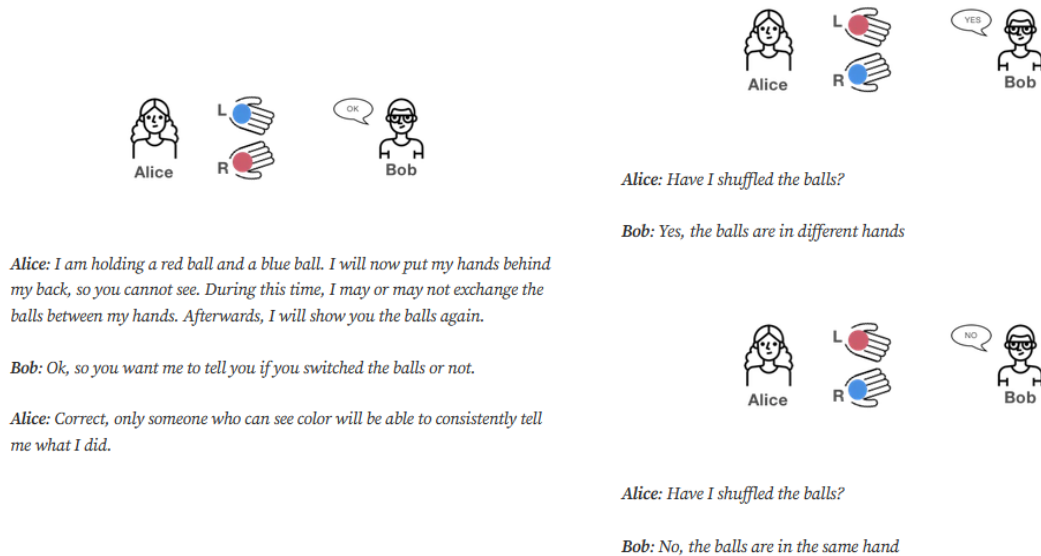 L
OK
R
Alice
Bob
Alice: I am holding a red ball and a blue ball. I will now put my hands behind
my back, so you cannot see. During this time, I may or may not exchange the
balls between my hands. Afterwards, I will show you the balls again.
Bob: Ok, so you want me to tell you if you switched the balls or not.
Alice: Correct, only someone who can see color will be able to consistently tell
me what I did.
L
YES
R
Alice
Bob
Alice: Have I shuffled the balls?
Bob: Yes, the balls are in different hands
L
NO
R
Alice
Bob
Alice: Have I shuffled the balls?
Bob: No, the balls are in the same hand